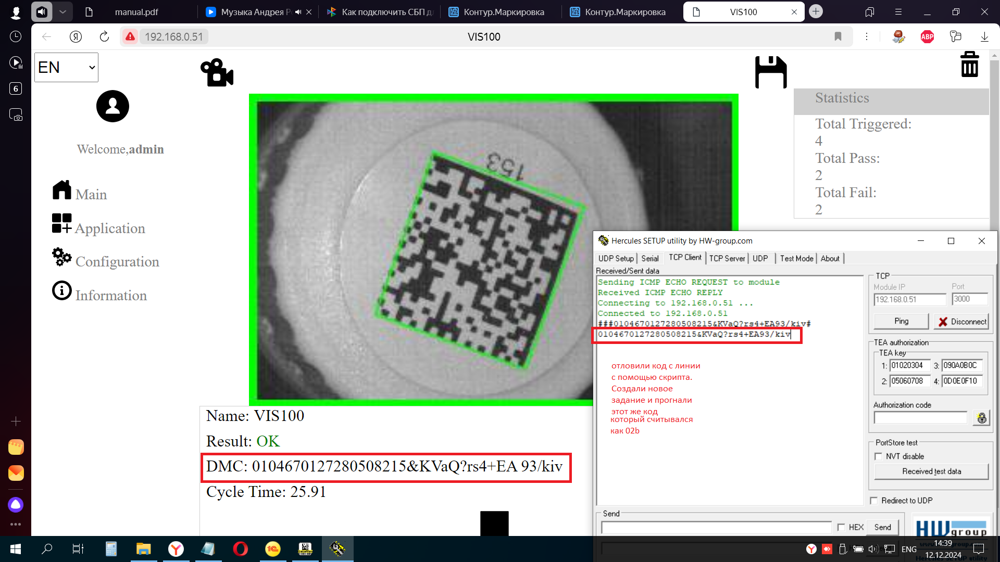 manual.pdf
Музыка Андрея Р
Как подключить СБП д
Контур.Маркировка
Контур.Маркировка
VIS100
192.168.0.51
VIS100
ABP
6
EN
Welcome,admin
Main
Application
Configuration
Information
153
Statistics
Total Triggered:
4
Total Pass:
2
Total Fail:
2
Name: VIS100
Result: OK
DMC: 0104670127280508215&KVaQ?rs4+EA 93/kiv
Cycle Time: 25.91
Hercules SETUP utility by HW-group.com
UDP Setup
Serial
TCP Client
TCP Server
UDP
Test Mode
About
Received/Sent data
Sending ICMP ECHO REQUEST to module
Received ICMP ECHO REPLY
Connecting to 192.168.0.51 ...
Connected to 192.168.0.51
###0104670127280508215&KVaQ?rs4+EA93/kiv#
0104670127280508215&KVaQ?rs4+EA93/kiv
отловили код с линии
с помощью скрипта.
Создали новое
задание и прогнали
этот же код
который считывался
как 02b
TCP
Module IP
Port
192.168.0.51
3000
Ping
Disconnect
TEA authorization
TEA key
1: 01020304
3: 090A0B0C
2: 05060708
4: 0D0E0F10
Authorization code
PortStore test
NVT disable
Received test data
Redirect to UDP
Send
HEX
Send
HWgroup
Hercules SETUP utility
ENG
14:39
12.12.2024